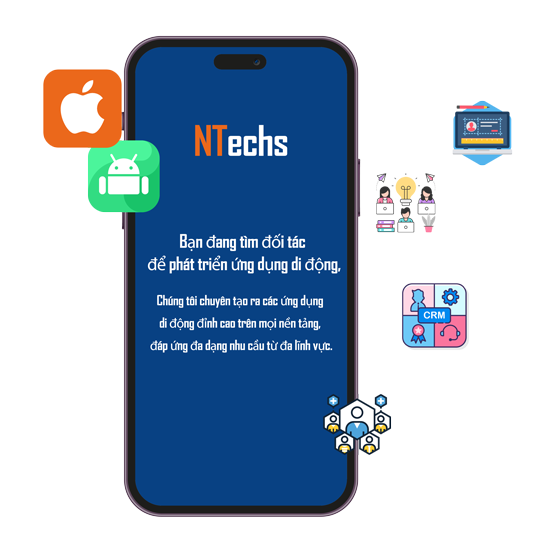 NTechs
Bạn đang tìm đối tác
để phát triển ứng dụng di động,
Chúng tôi chuyên tạo ra các ứng dụng
di động đỉnh cao trên mọi nền tảng,
đáp ứng đa dạng nhu cầu từ đa lĩnh vực.
CRM